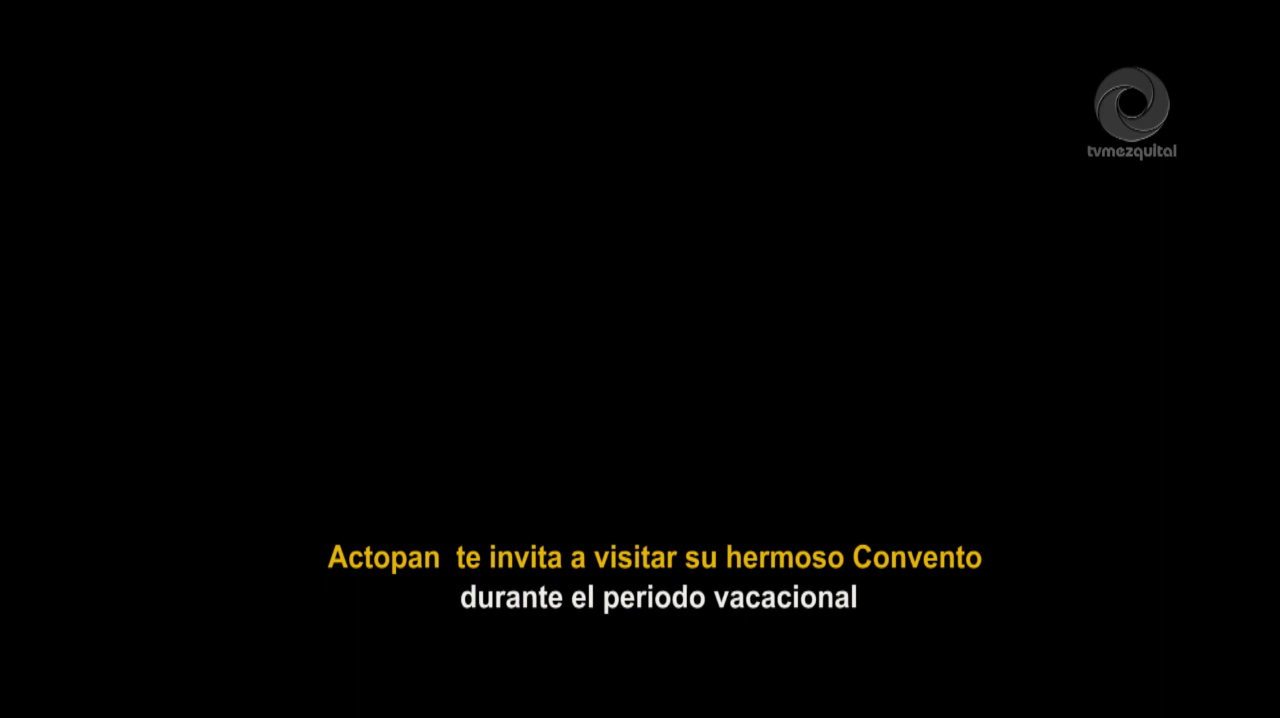 tvmezquital
Actopan  te invita a visitar su hermoso Convento
durante el periodo vacacional